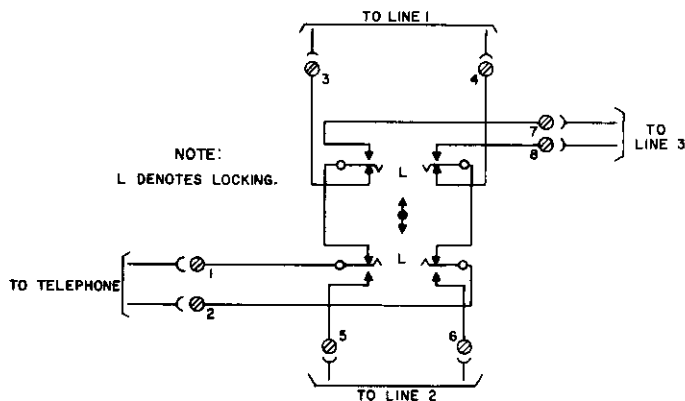 TO LINE 1
3
4
7
8
TO
LINE 3
NOTE:
L DENOTES LOCKING.
L
L
TO TELEPHONE
1
2
5
6
TO LINE 2